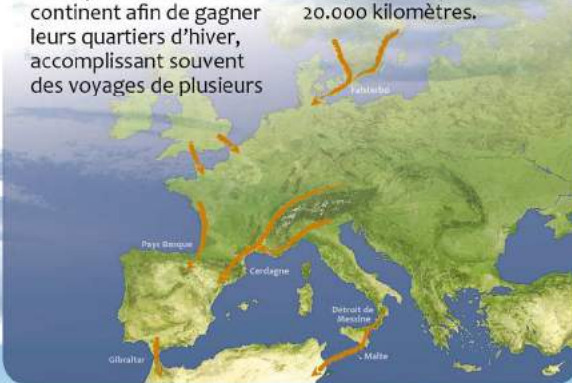 continent afin de gagner
leurs quartiers d'hiver,
accomplissant souvent
des voyages de plusieurs
20.000 kilomètres.
Falsterbo
Pays Basque
Cerdagne
Détroit de
Messine
Gibraltar
Malte